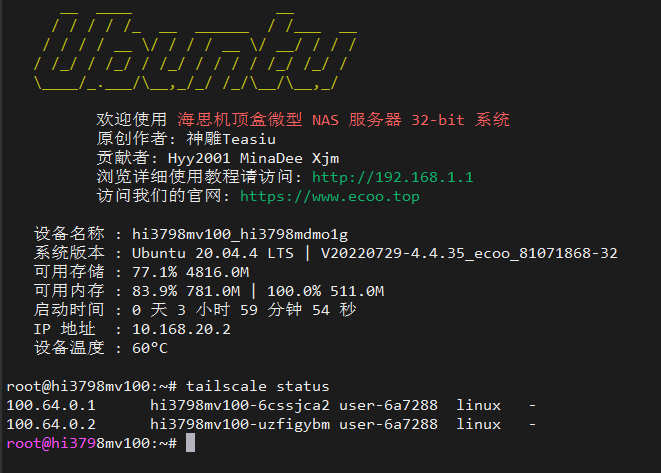 Ubuntu
欢迎使用 海思机顶盒微型 NAS 服务器 32-bit 系统
原创作者: 神雕Teasiu
贡献者: Hyy2001 MinaDee Xjm
浏览详细使用教程请访问: http://192.168.1.1
访问我们的官网: https://www.ecoo.top
设备名称 : hi3798mv100_hi3798mdmo1g
系统版本 : Ubuntu 20.04.4 LTS | V20220729-4.4.35_ecoo_81071868-32
可用存储 : 77.1% 4816.0M
可用内存 : 83.9% 781.0M | 100.0% 511.0M
启动时间 : 0 天 3 小时 59 分钟 54 秒
IP 地址 : 10.168.20.2
设备温度 : 60°C
root@hi3798mv100:~# tailscale status
100.64.0.1 hi3798mv100-6cssjca2 user-6a7288 linux -
100.64.0.2 hi3798mv100-uzfigybm user-6a7288 linux -
root@hi3798mv100:~#